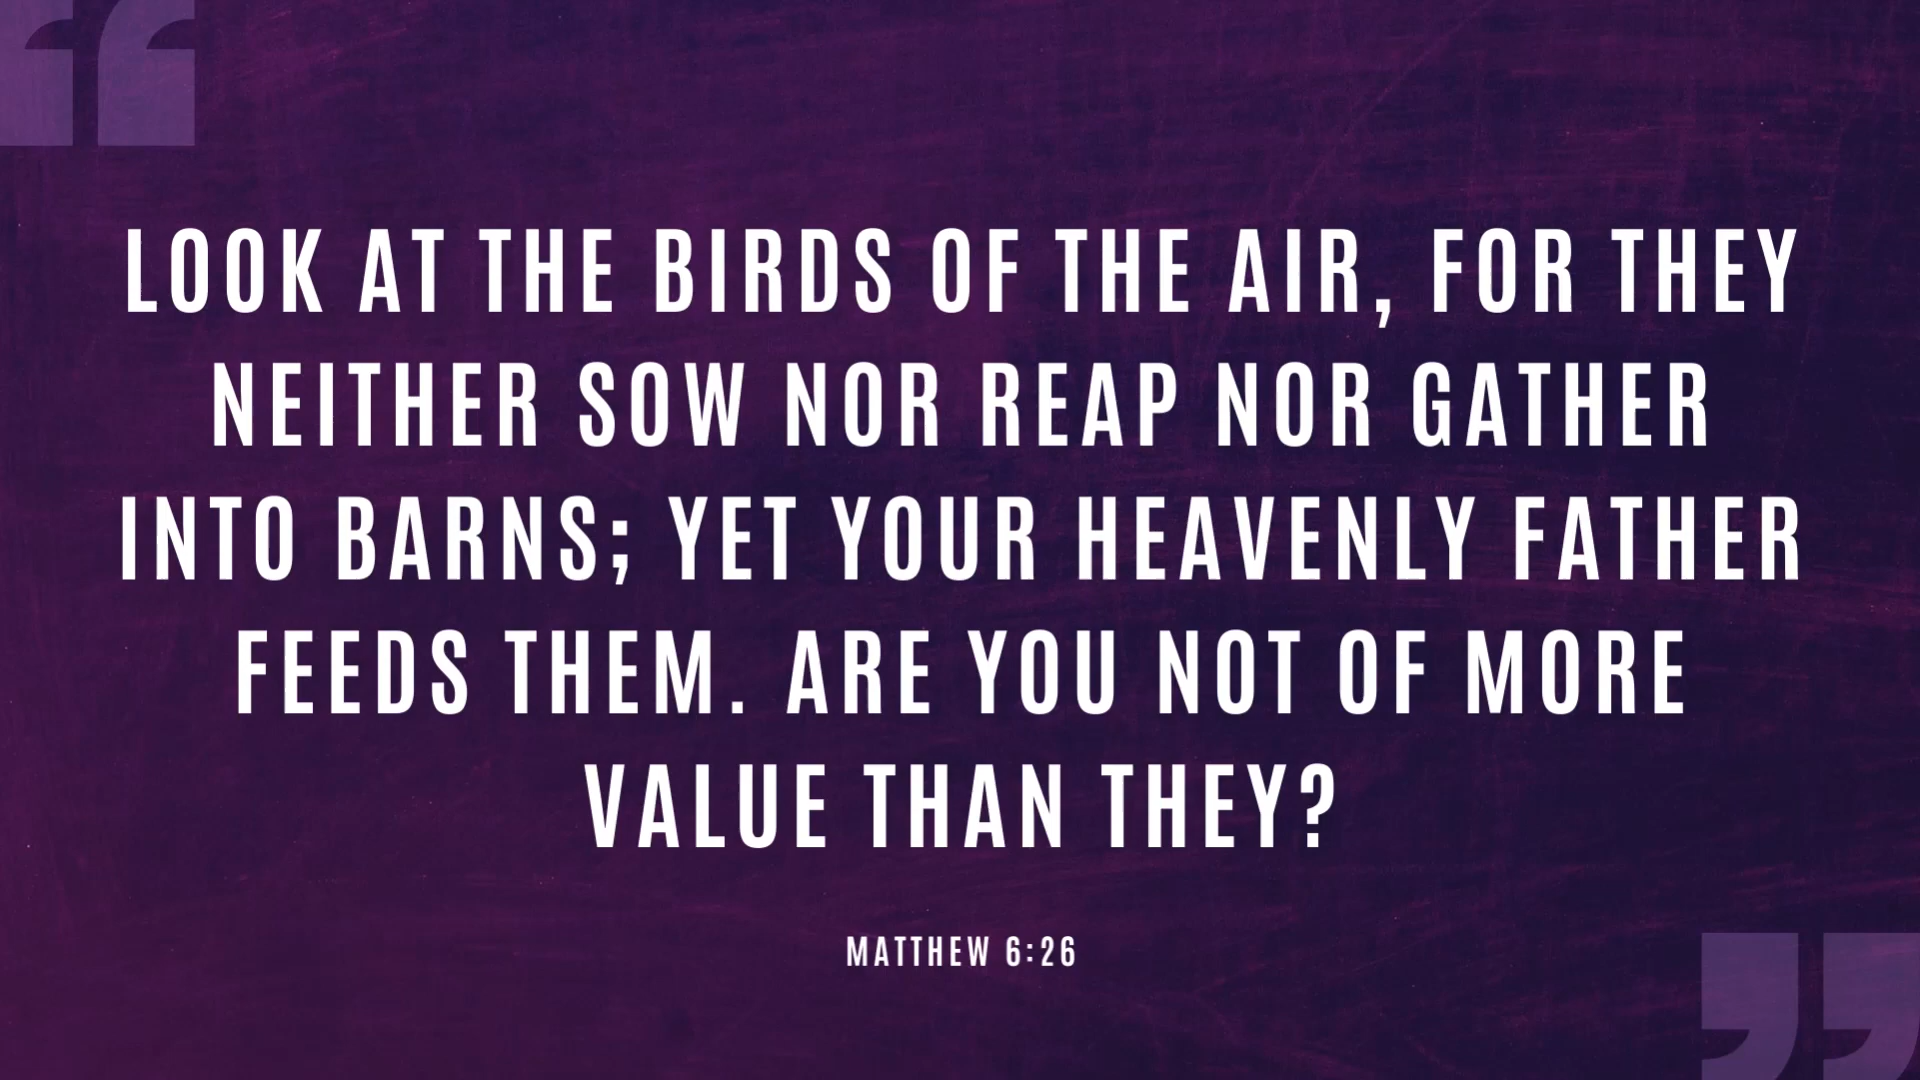 LOOK AT THE BIRDS OF THE AIR, FOR THEY
NEITHER SOW NOR REAP NOR GATHER
INTO BARNS; YET YOUR HEAVENLY FATHER
FEEDS THEM. ARE YOU NOT OF MORE
VALUE THAN THEY?
MATTHEW 6:26